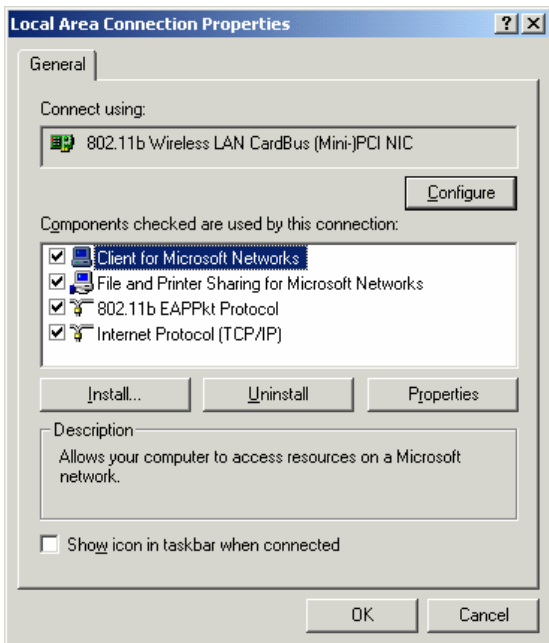 Local Area Connection Properties
General
Connect using:
802.11b Wireless LAN CardBus (Mini-)PCI NIC
Configure
Components checked are used by this connection:
Client for Microsoft Networks
File and Printer Sharing for Microsoft Networks
802.11b EAPPkt Protocol
Internet Protocol (TCP/IP)
Install... Uninstall Properties
Description
Allows your computer to access resources on a Microsoft
network.
Show icon in taskbar when connected
OK Cancel